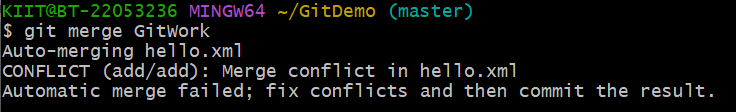 KIIT@BT-22053236 MINGW64 ~/GitDemo (master)
$ git merge GitWork
Auto-merging hello.xml
CONFLICT (add/add): Merge conflict in hello.xml
Automatic merge failed; fix conflicts and then commit the result.